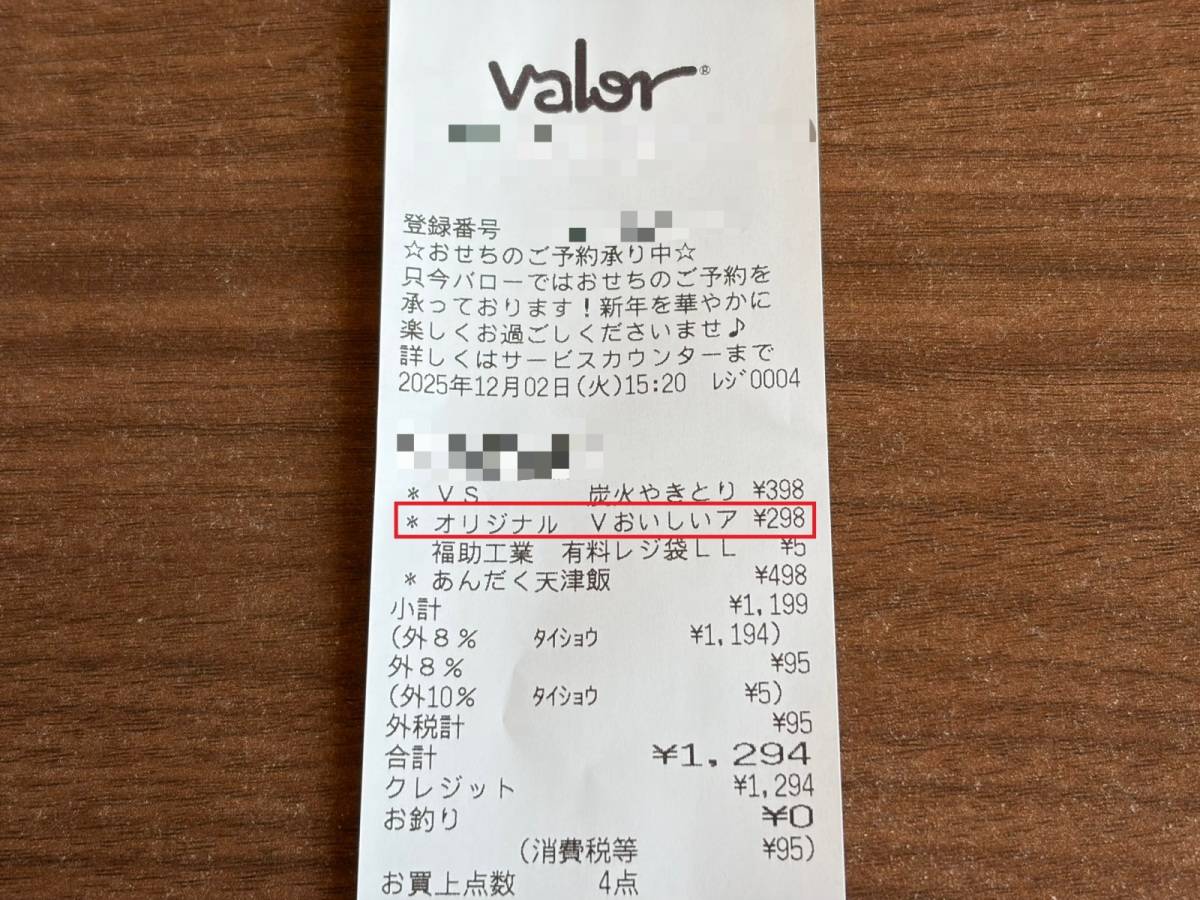 valor®
登録番号
☆おせちのご予約承り中☆
只今バローではおせちのご予約を
承っております！新年を華やかに
楽しくお過ごしくださいませ♪
詳しくはサービスカウンターまで
2025年12月02日(火)15:20 ﾚｼﾞ0004
* ＶＳ 炭火やきとり ¥398
* オリジナル Ｖおいしいア ¥298
福助工業 有料レジ袋ＬＬ ¥5
* あんだく天津飯 ¥498
小計 ¥1,199
(外８％ ﾀｲｼｮｳ ¥1,194)
外８％ ¥95
(外10% ﾀｲｼｮｳ ¥5)
外税計 ¥95
合計 ¥1,294
クレジット ¥1,294
お釣り ¥0
(消費税等 ¥95)
お買上点数 4点